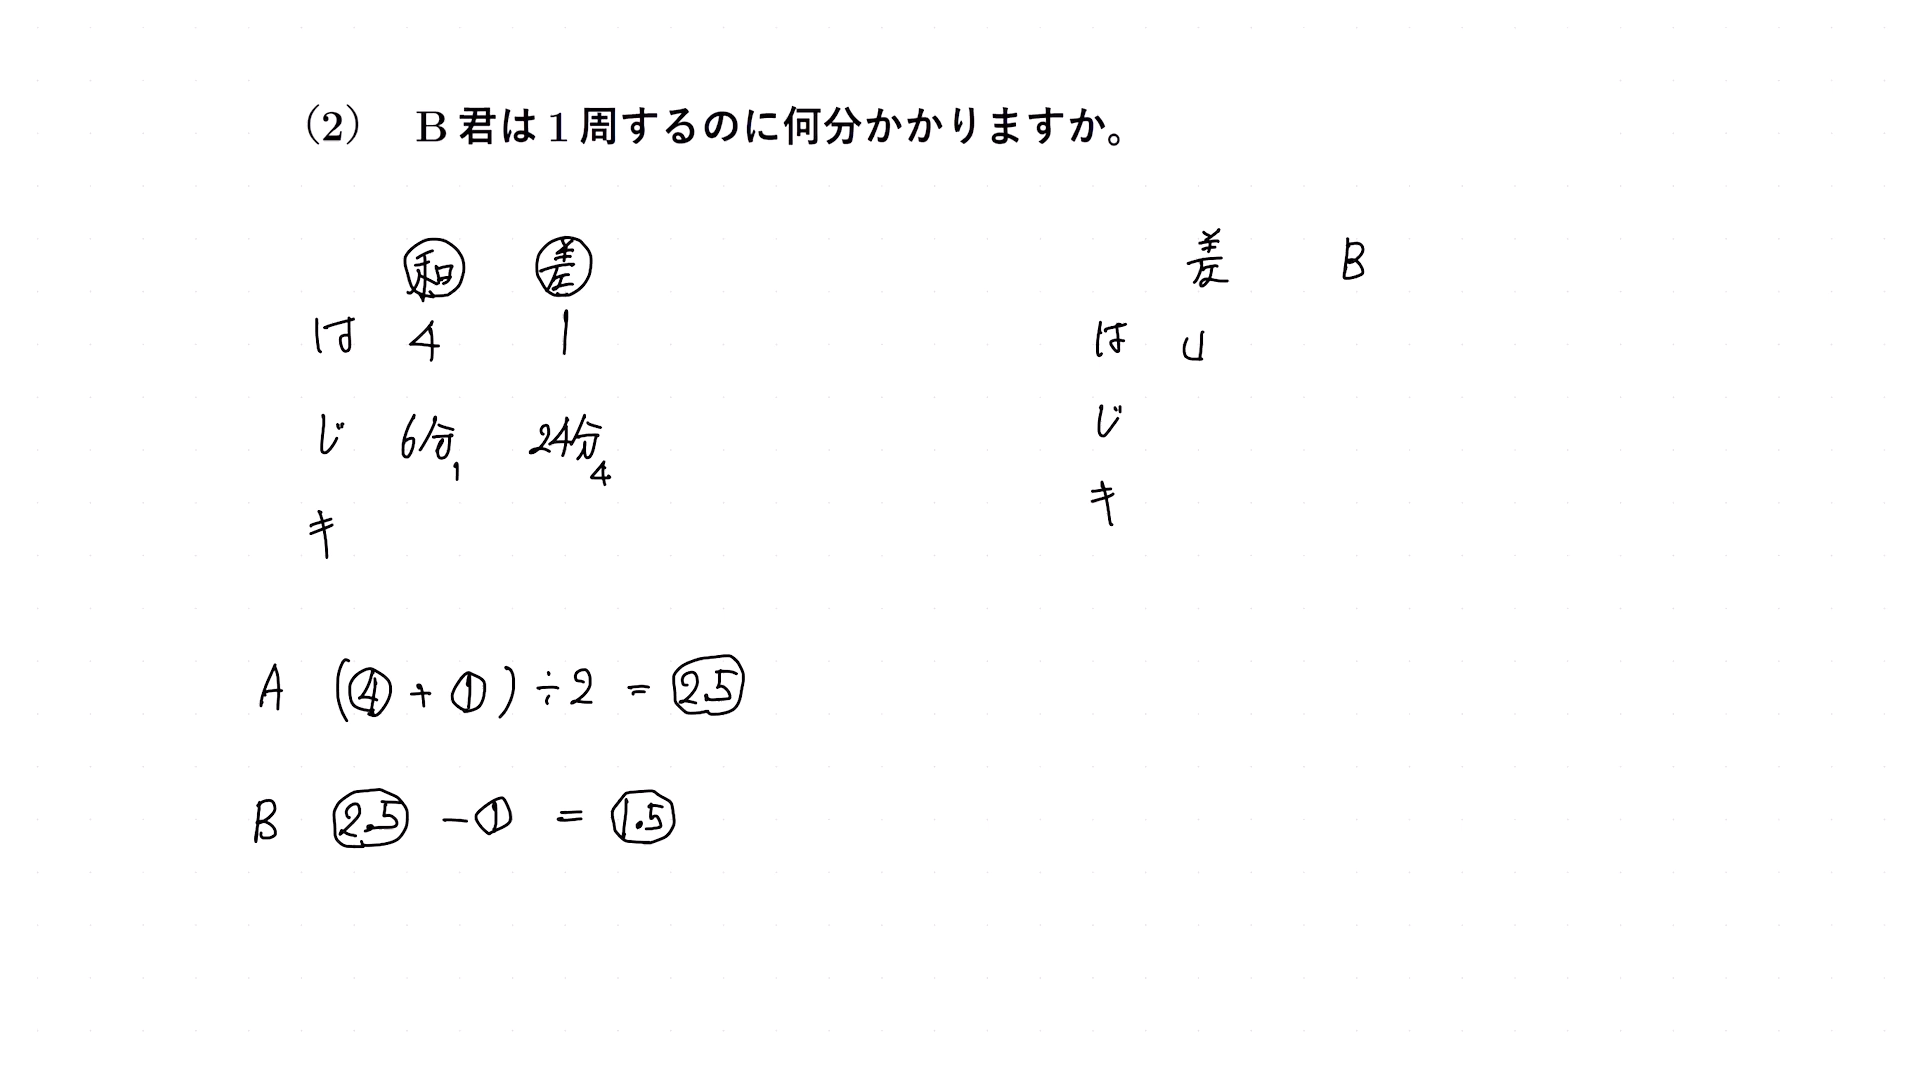 (2) B君は1周するのに何分かかりますか。
和 差
は 4 1
じ 6分 24分
1 4
キ
差 B
は
じ
キ
A (④ + ①) ÷ 2 = 2.5
B 2.5 - ① = 1.5